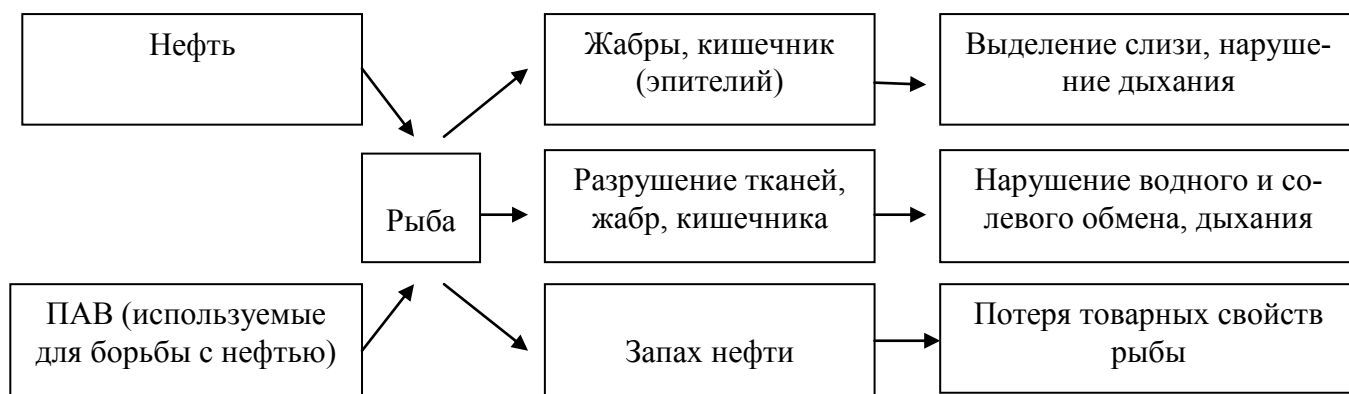 Нефть
Жабры, кишечник
(эпителий)
Выделение слизи, наруше-
ние дыхания
Рыба
Разрушение тканей,
жабр, кишечника
Нарушение водного и со-
левого обмена, дыхания
ПАВ (используемые
для борьбы с нефтью)
Запах нефти
Потеря товарных свойств
рыбы